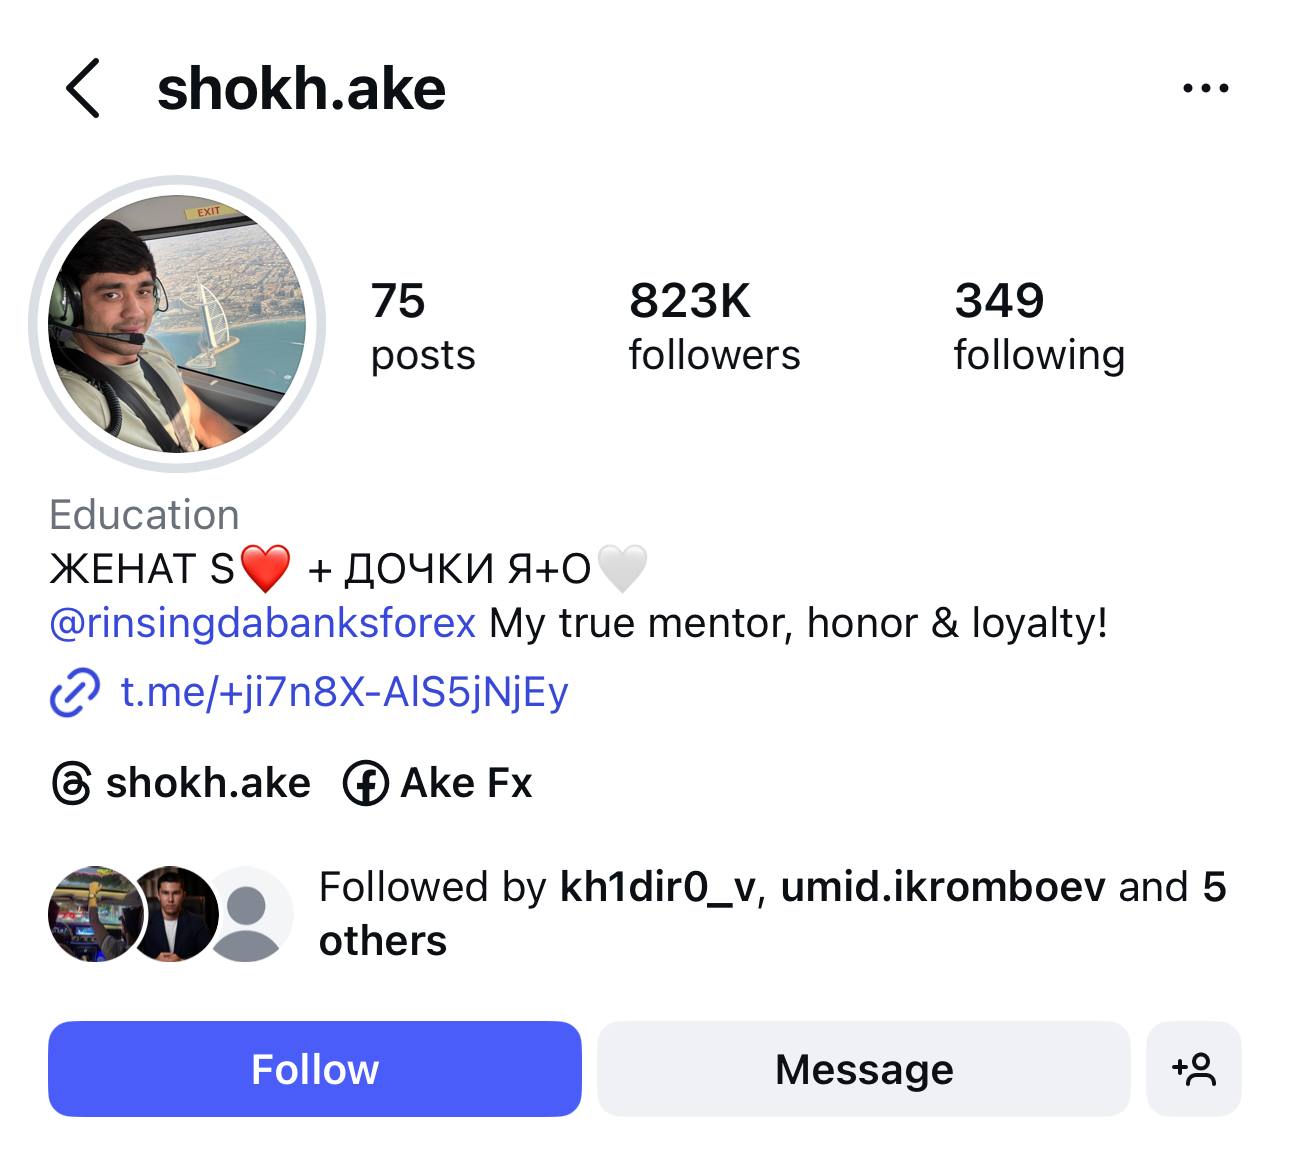 shokh.ake
EXIT
75
posts
823K
followers
349
following
Education
ЖЕНАТ S❤️ + ДОЧКИ Я+О🤍
@rinsingdabanksforex My true mentor, honor & loyalty!
t.me/+ji7n8X-AlS5jNjEy
shokh.ake Ake Fx
Followed by kh1dir0_v, umid.ikromboev and 5
others
Follow
Message